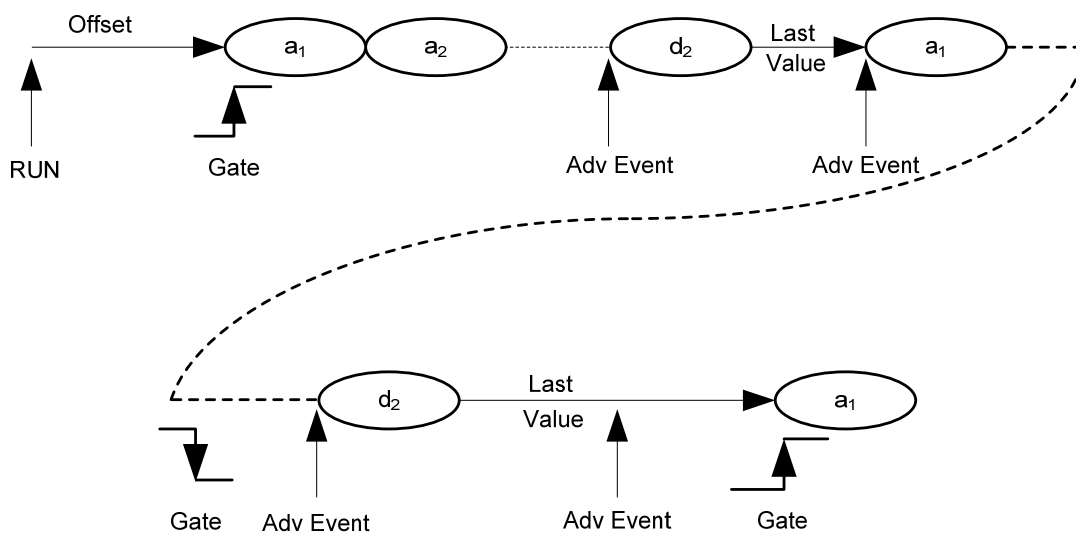 Offset
a₁
a₂
d₂
Last
Value
a₁
RUN
Gate
Adv Event
Adv Event
d₂
Last
Value
a₁
Gate
Adv Event
Adv Event
Gate